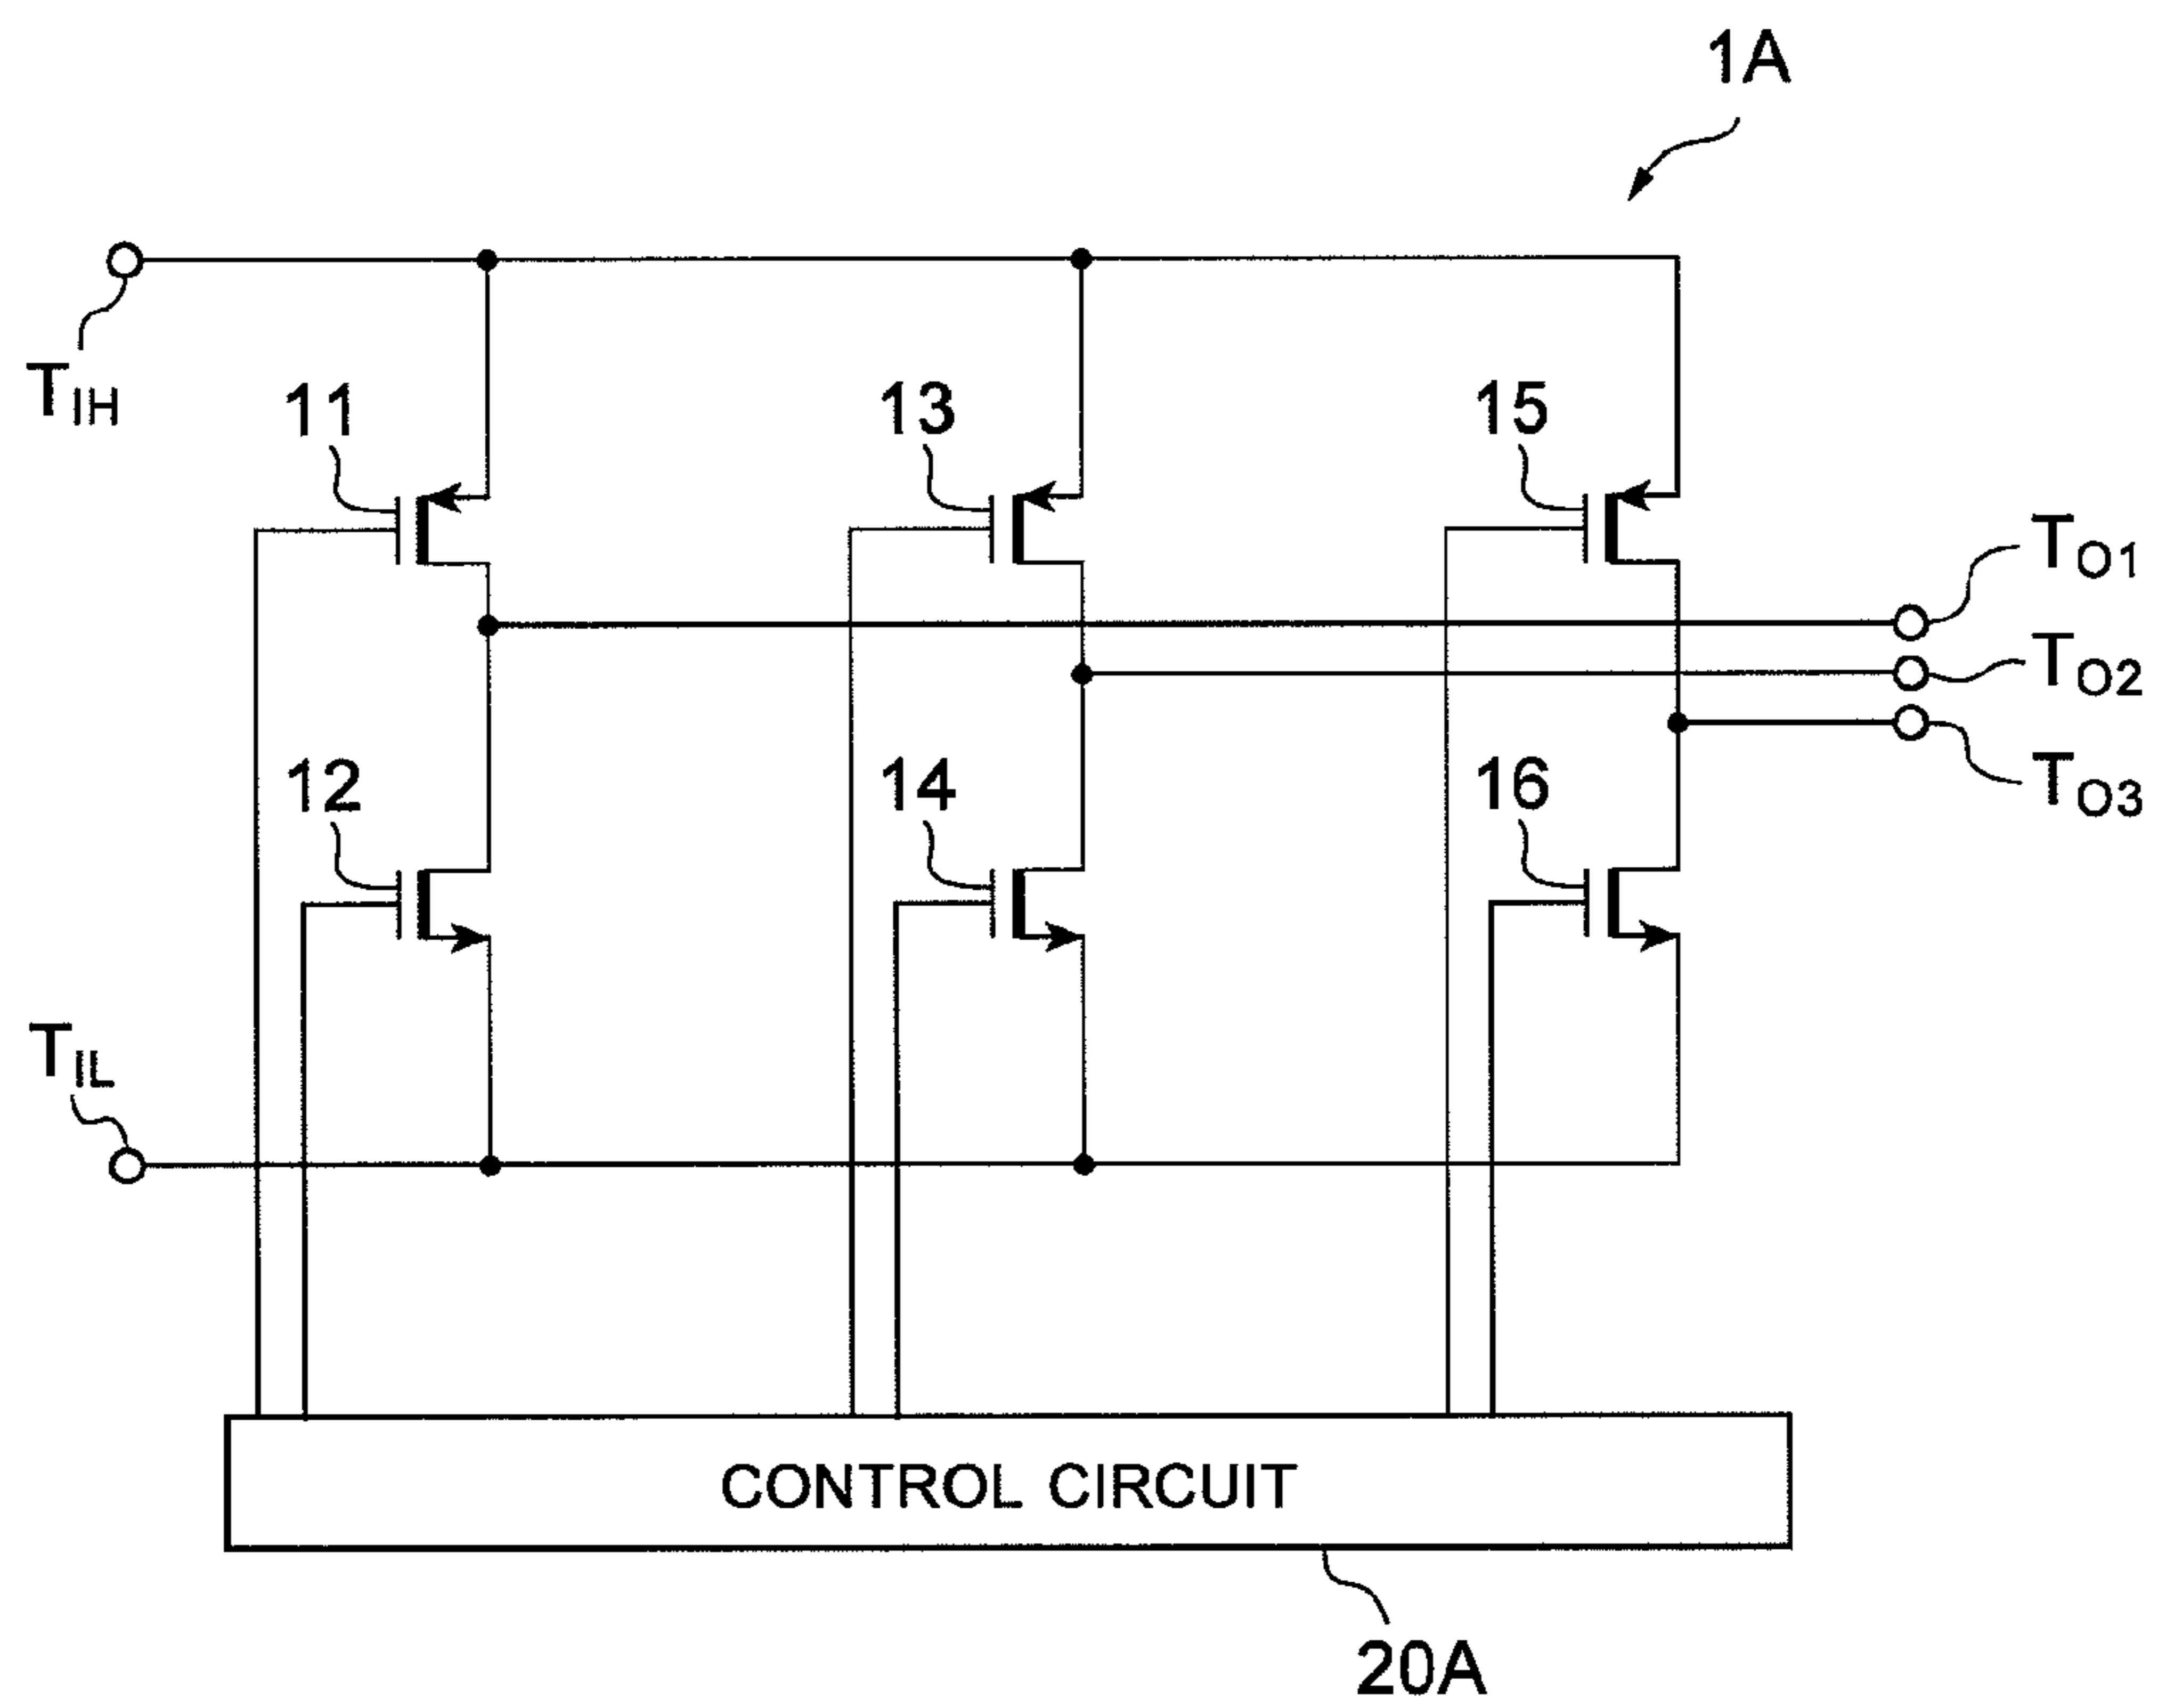 1A
TIH
11
13
15
TO1
TO2
TO3
12
14
16
TIL
CONTROL CIRCUIT
20A